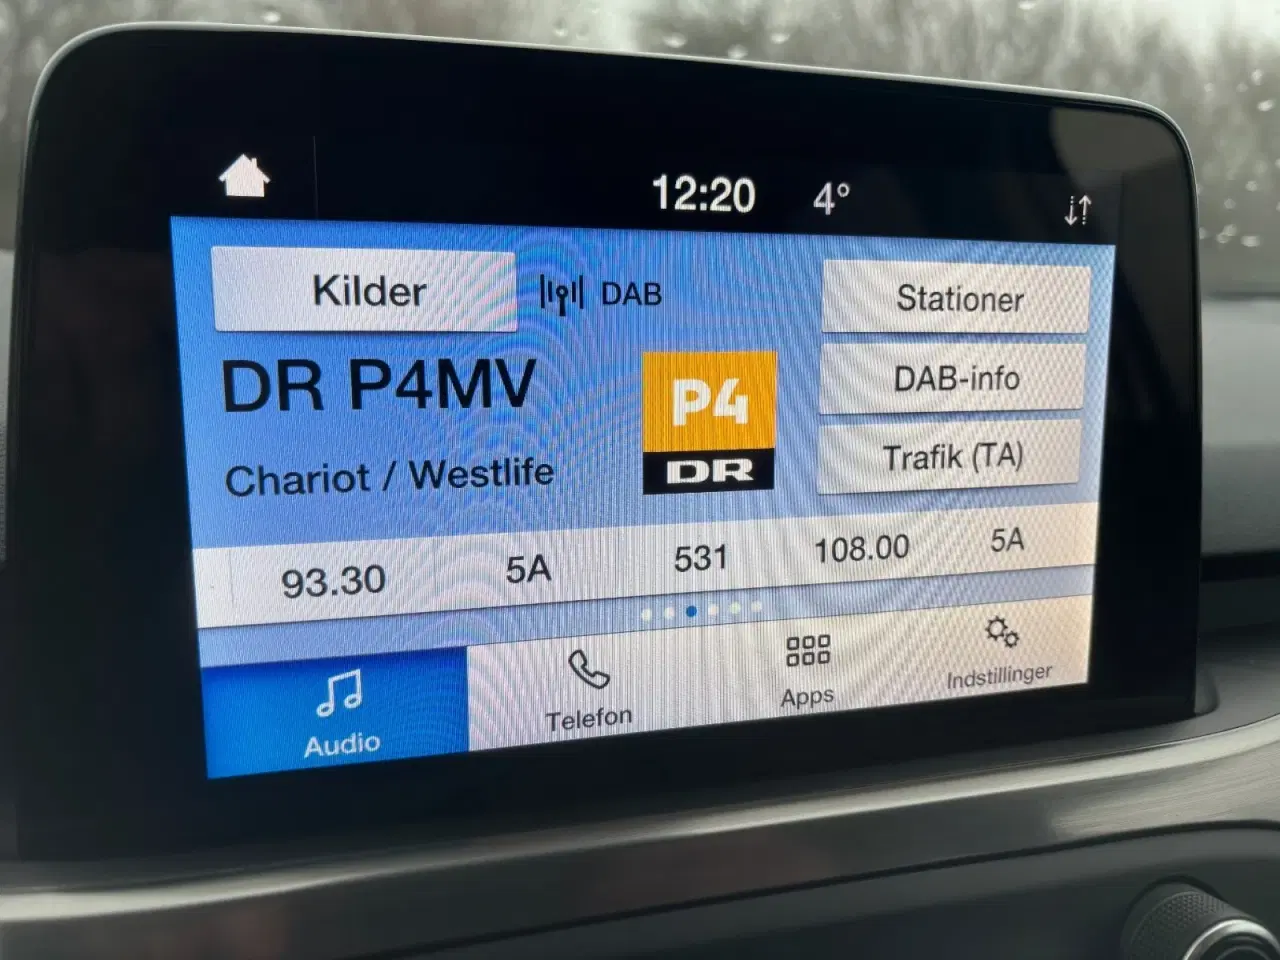 12:20 4°
Kilder DAB Stationer
DR P4MV P4 DAB-info
DR
Chariot / Westlife Trafik (TA)
93.30 5A 531 108.00 5A
Audio Telefon Apps Indstillinger